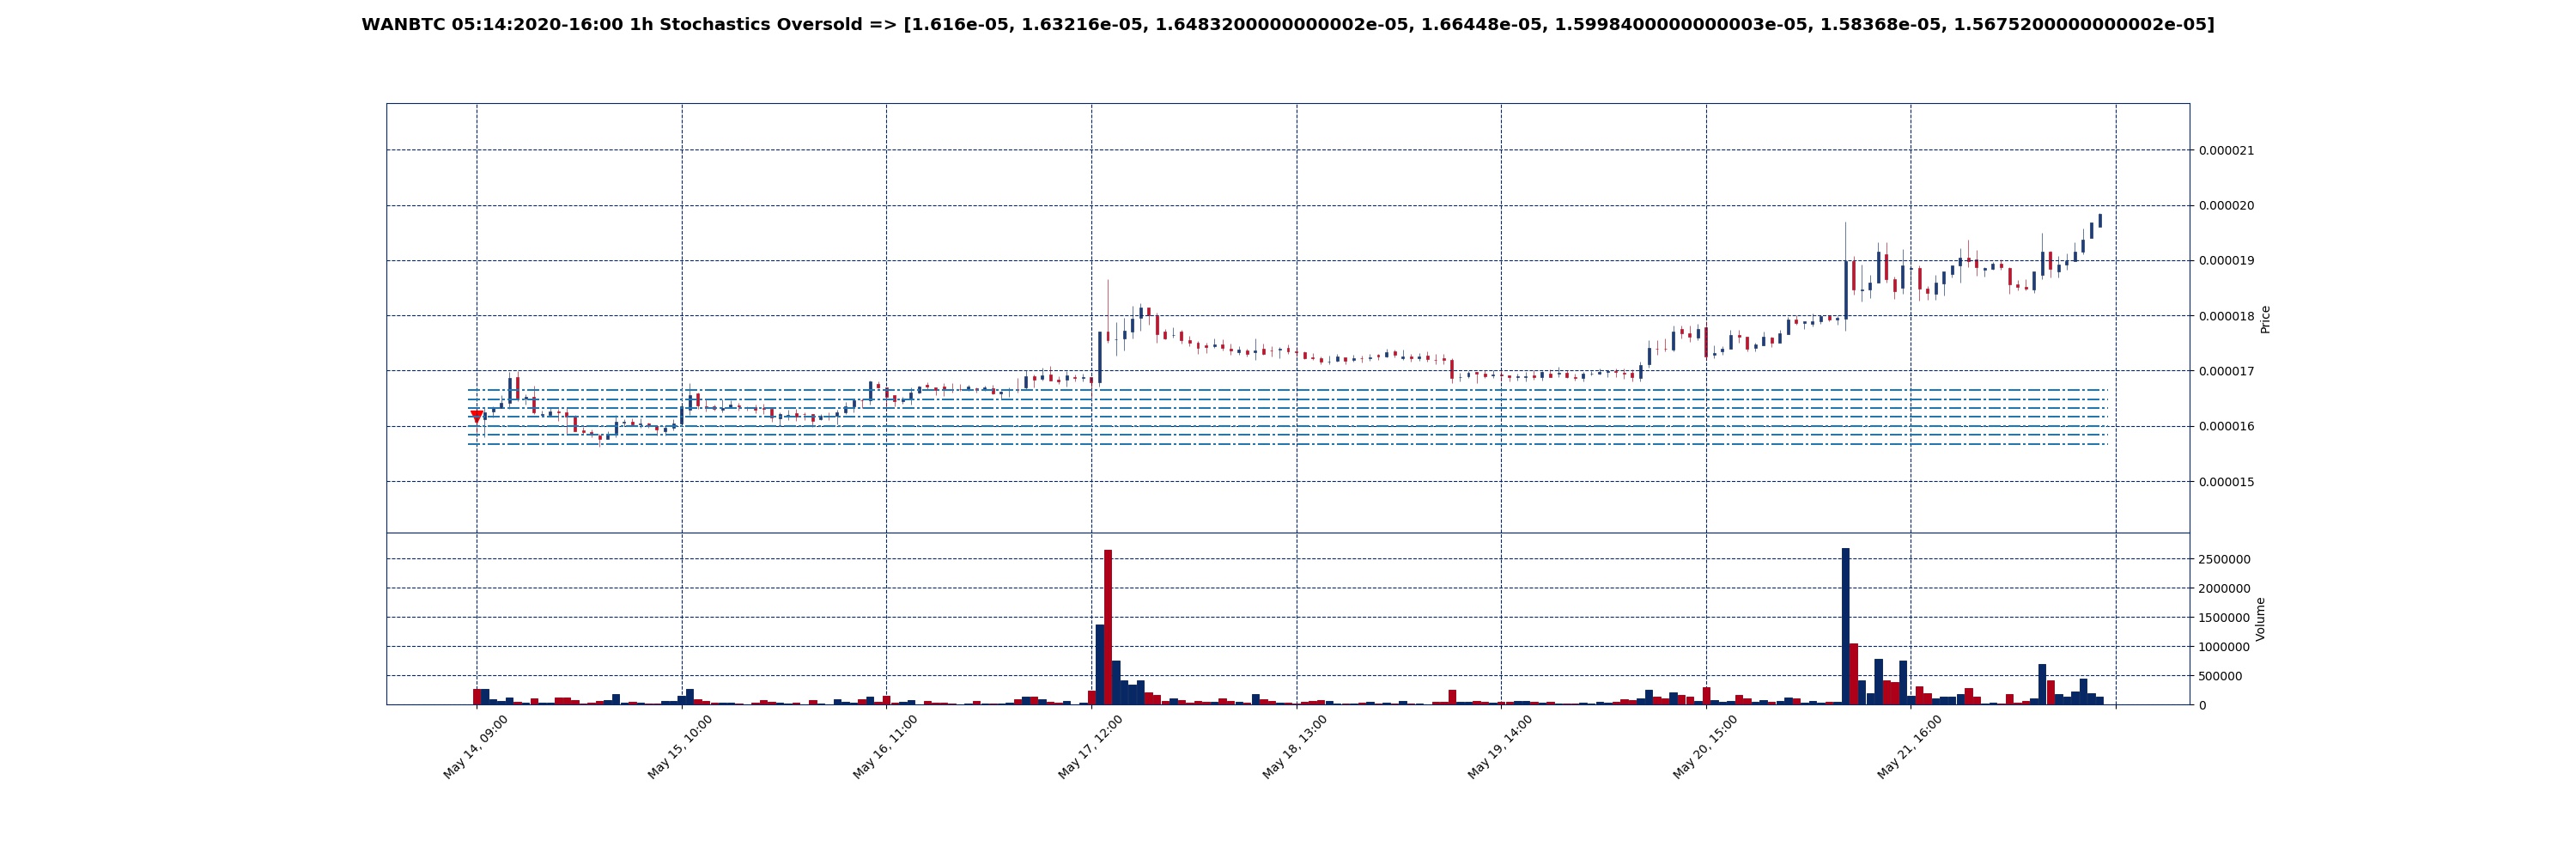 WANBTC 05:14:2020-16:00 1h Stochastics Oversold => [1.616e-05, 1.63216e-05, 1.6483200000000002e-05, 1.66448e-05, 1.5998400000000003e-05, 1.58368e-05, 1.5675200000000002e-05]
0.000021
0.000020
0.000019
0.000018
0.000017
0.000016
0.000015
Price
2500000
2000000
1500000
1000000
500000
0
Volume
May 14, 09:00
May 15, 10:00
May 16, 11:00
May 17, 12:00
May 18, 13:00
May 19, 14:00
May 20, 15:00
May 21, 16:00